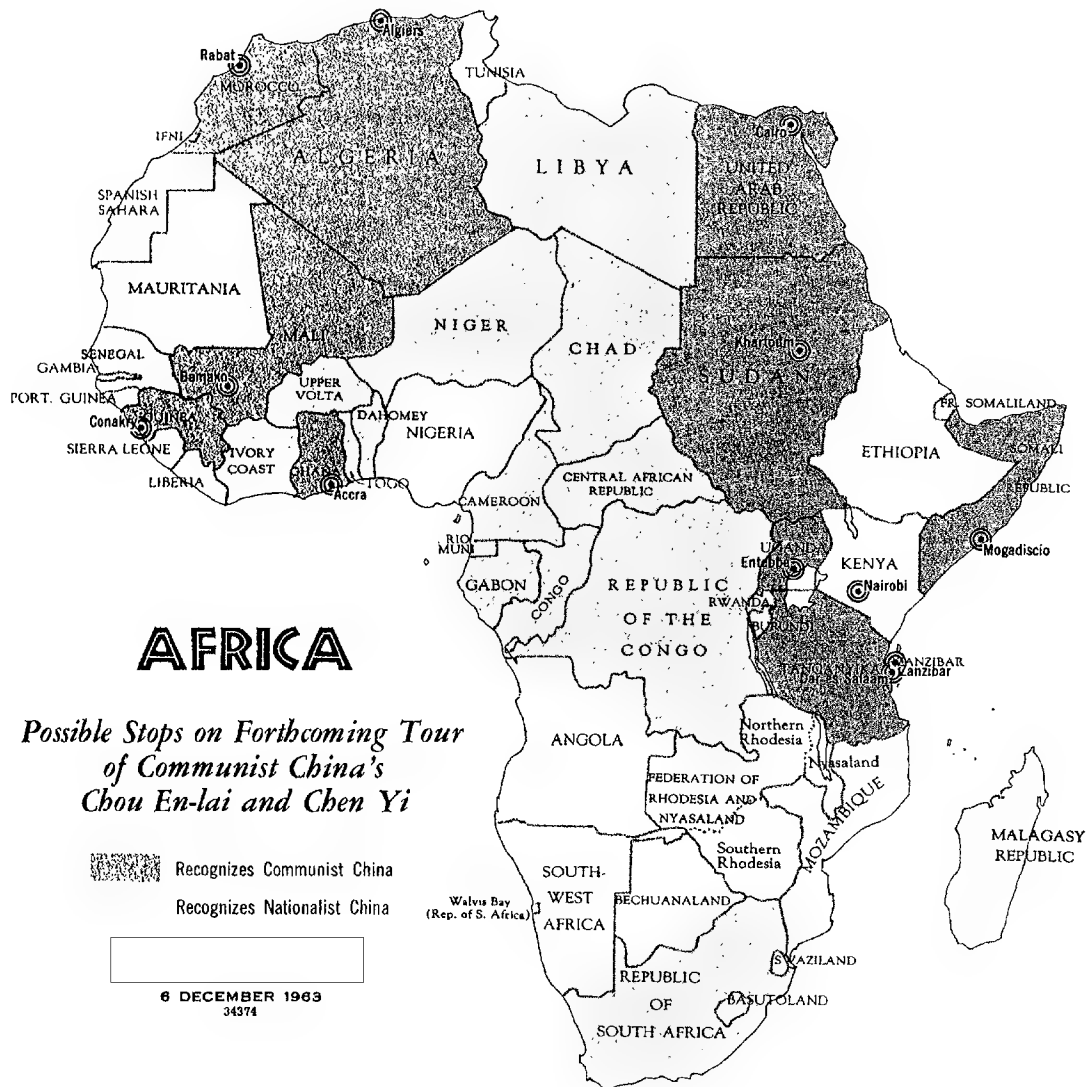 Algiers
Rabat
TUNISIA
MOROCCO
IFNI
ALGERIA
LIBYA
Cairo
UNITED
ARAB
REPUBLIC
SPANISH
SAHARA
MAURITANIA
MALI
NIGER
CHAD
Khartoum
SUDAN
SENEGAL
GAMBIA
Bamako
PORT. GUINEA
UPPER
VOLTA
DAHOMEY
NIGERIA
FR. SOMALILAND
Conakry
GUINEA
SIERRA LEONE
IVORY
COAST
GHANA
LIBERIA
TOGO
Accra
ETHIOPIA
SOMALI
REPUBLIC
CENTRAL AFRICAN
REPUBLIC
CAMEROON
RIO
MUNI
UGANDA
Entebbe
KENYA
Mogadiscio
Nairobi
GABON
CONGO
REPUBLIC
OF THE
CONGO
RWANDA
BURUNDI
ZANZIBAR
TANGANYIKA
Zanzibar
Dar es Salaam
AFRICA
Possible Stops on Forthcoming Tour
of Communist China's
Chou En-lai and Chen Yi
Recognizes Communist China
Recognizes Nationalist China
6 DECEMBER 1963
34374
ANGOLA
Northern
Rhodesia
Nyasaland
FEDERATION OF
RHODESIA AND
NYASALAND
MOZAMBIQUE
Southern
Rhodesia
MALAGASY
REPUBLIC
SOUTH-
WEST
AFRICA
Walvis Bay
(Rep. of S. Africa)
BECHUANALAND
SWAZILAND
REPUBLIC
OF
SOUTH AFRICA
BASUTOLAND